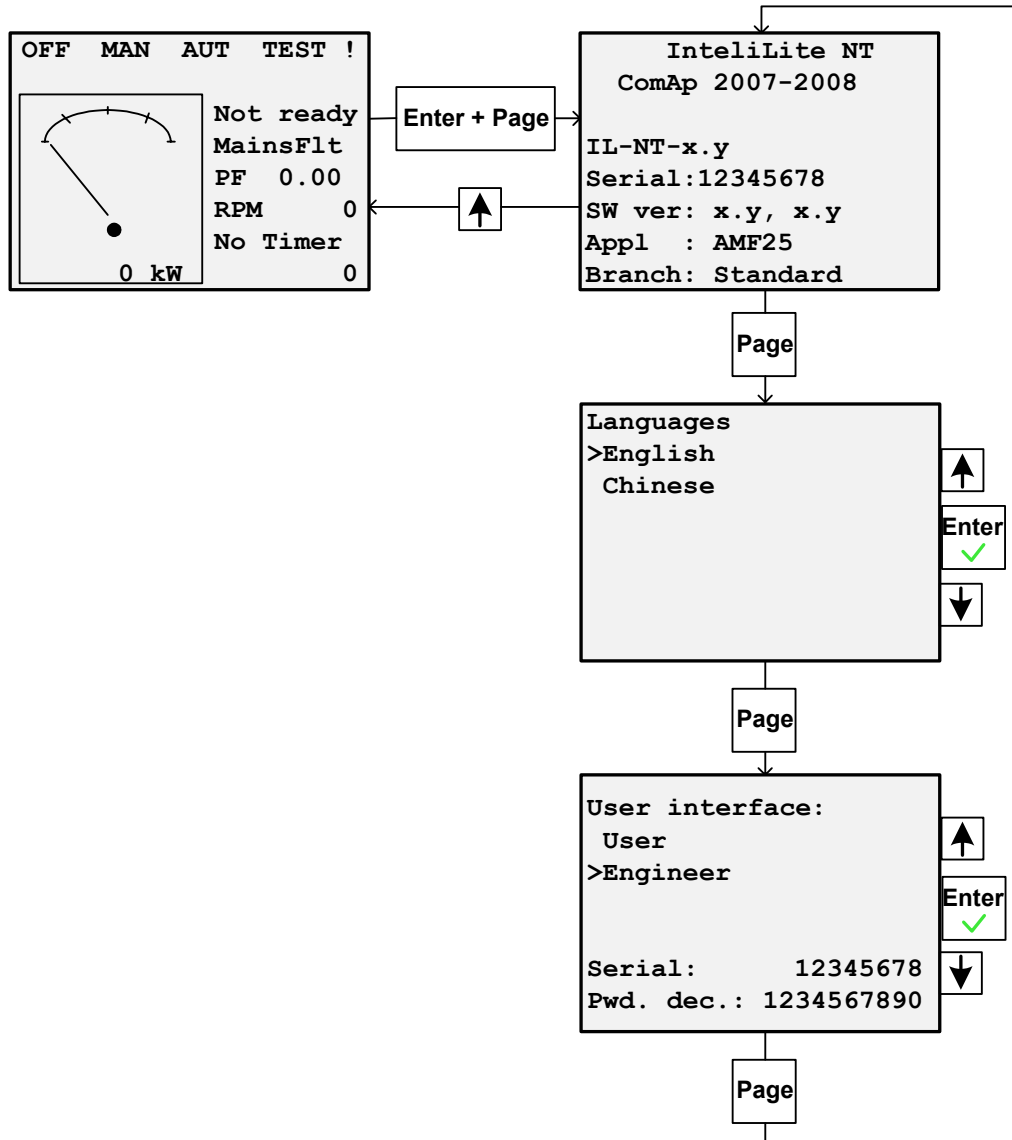 OFF MAN AUT TEST !
Not ready
MainsFlt
PF 0.00
RPM 0
No Timer
0 kW 0
Enter + Page
InteliLite NT
ComAp 2007-2008
IL-NT-x.y
Serial:12345678
SW ver: x.y, x.y
Appl : AMF25
Branch: Standard
Page
Languages
>English
Chinese
Enter
Page
User interface:
User
>Engineer
Serial: 12345678
Pwd. dec.: 1234567890
Enter
Page